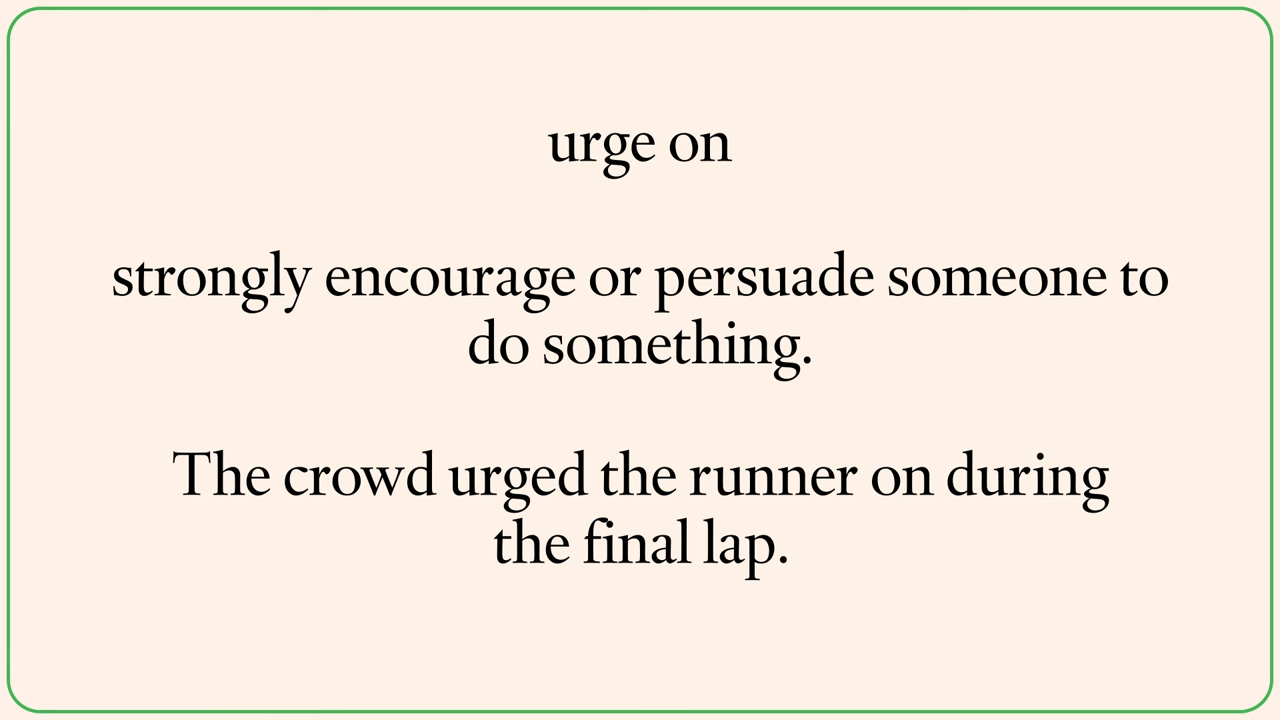 urge on
strongly encourage or persuade someone to
do something.
The crowd urged the runner on during
the final lap.